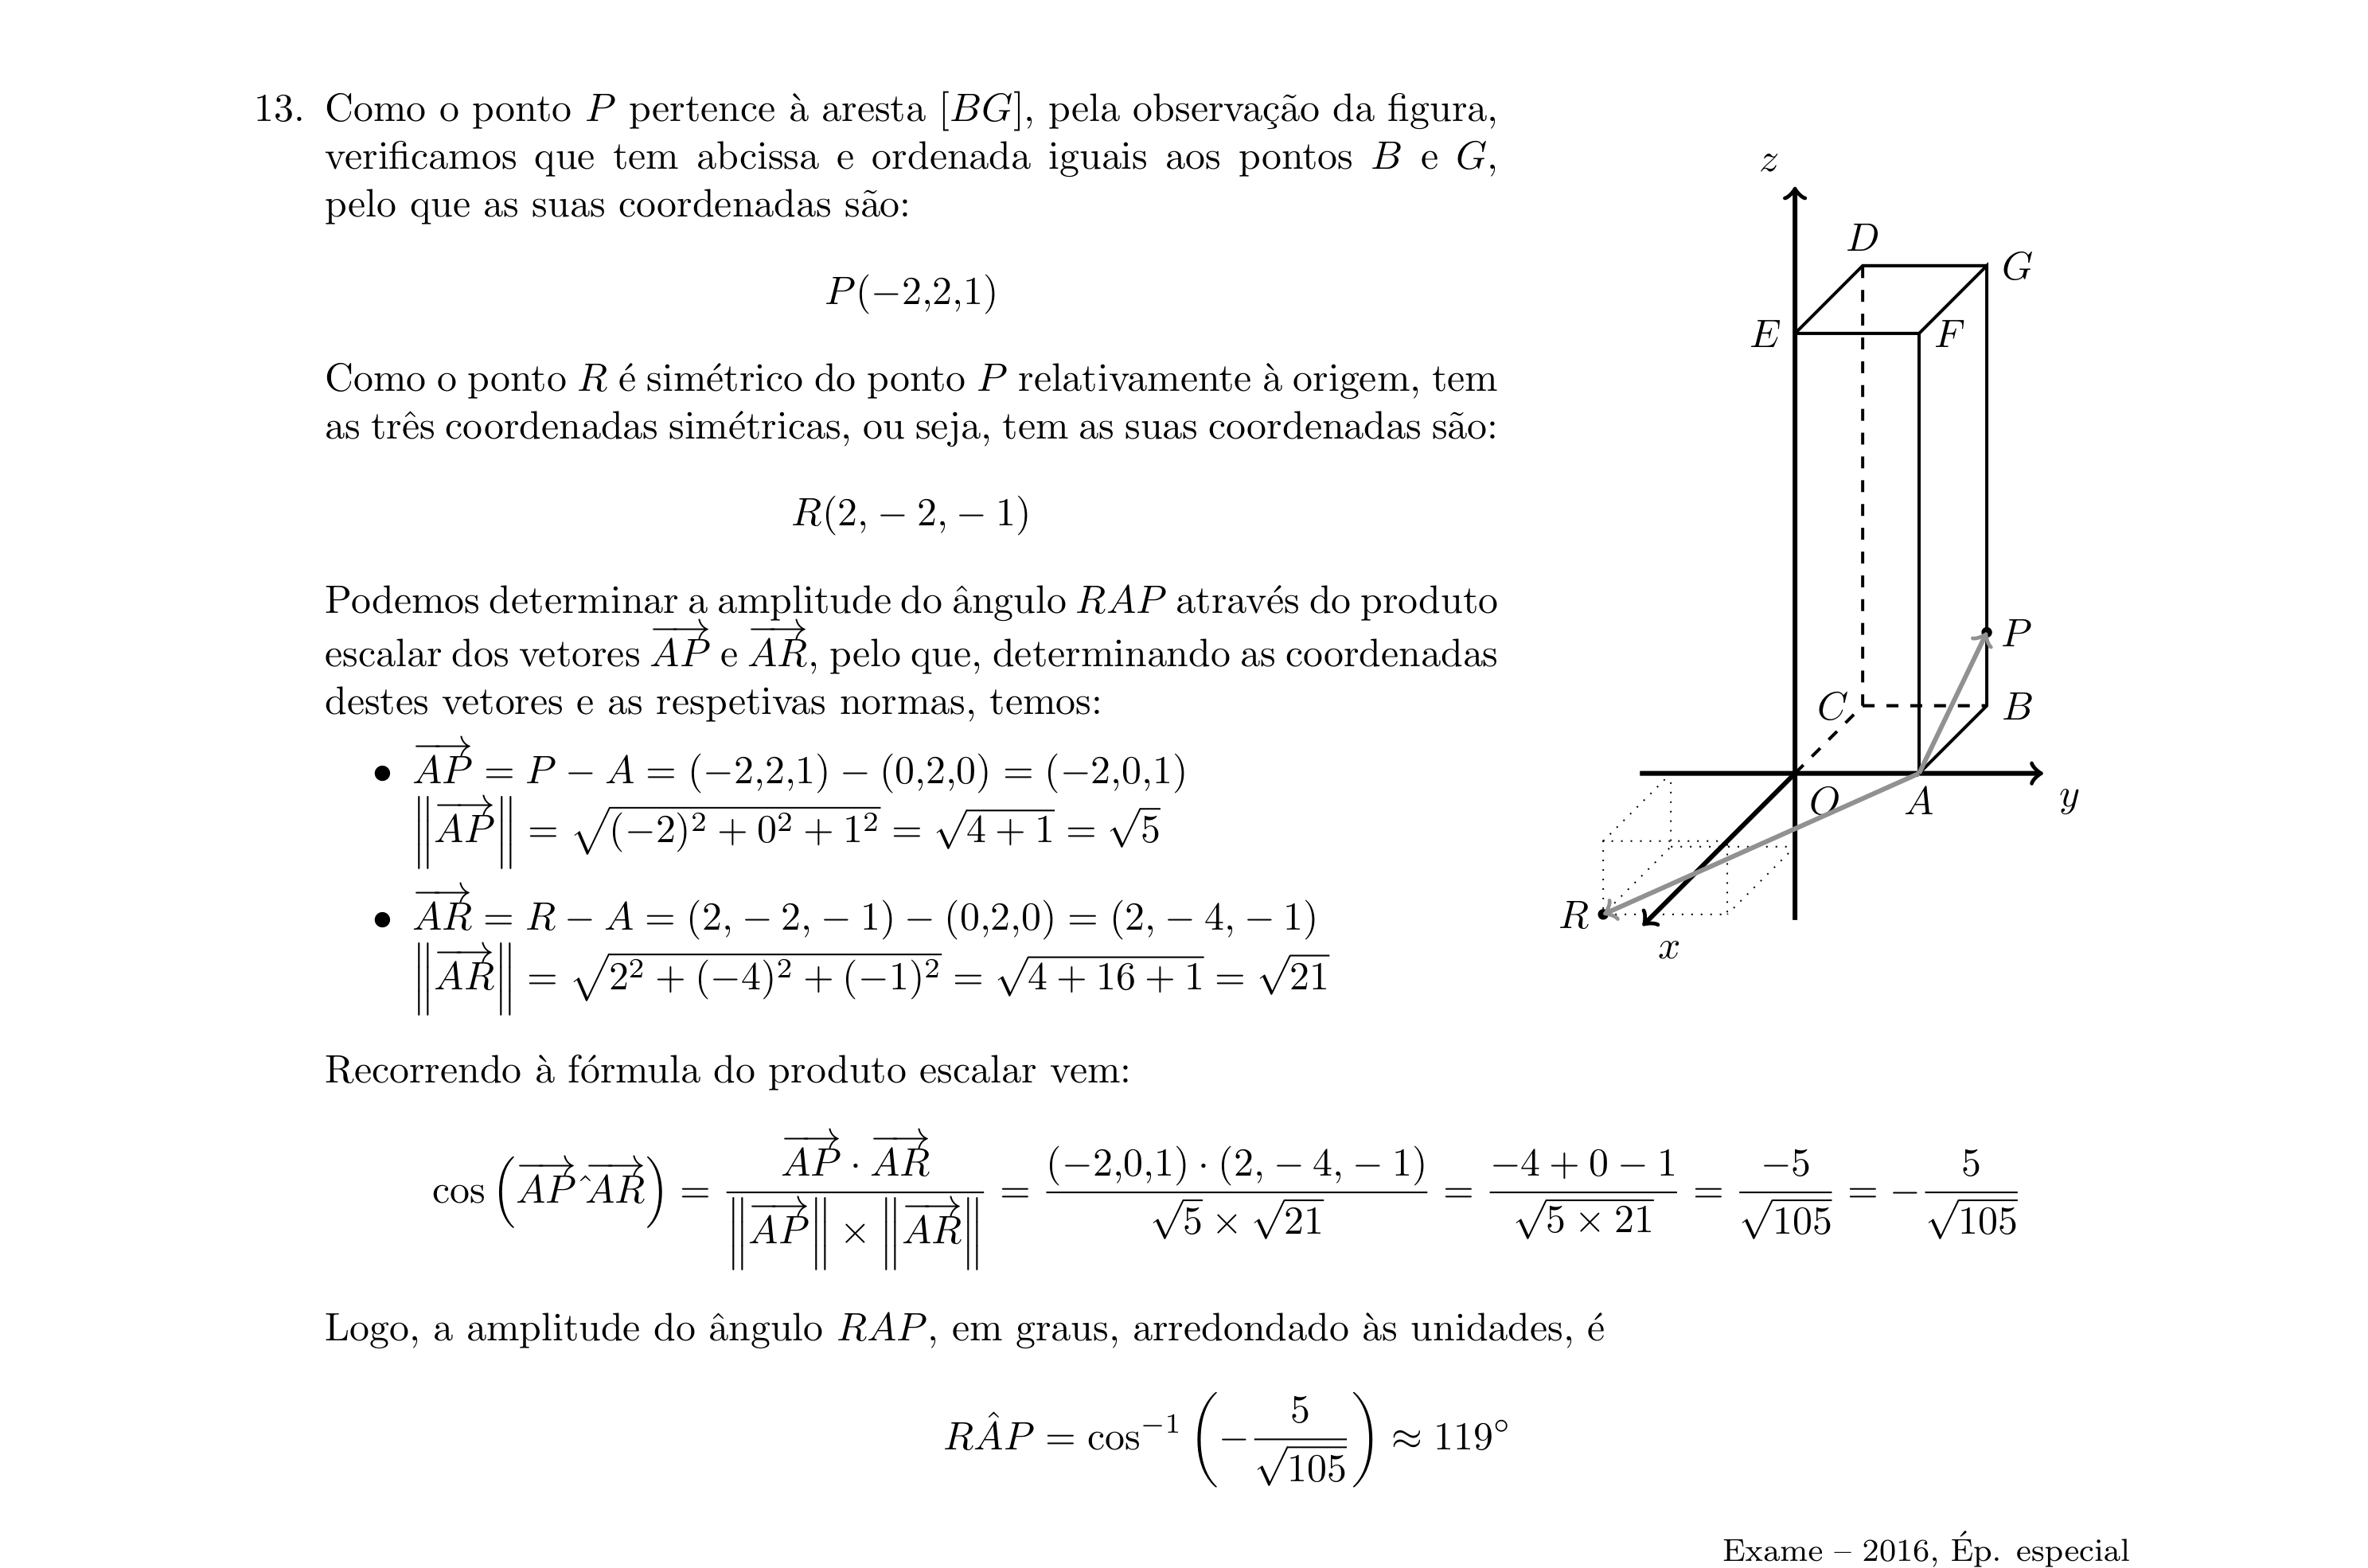 13. Como o ponto P pertence à aresta [BG], pela observação da figura,
verificamos que tem abcissa e ordenada iguais aos pontos B e G,
pelo que as suas coordenadas são:
P(−2,2,1)
Como o ponto R é simétrico do ponto P relativamente à origem, tem
as três coordenadas simétricas, ou seja, tem as suas coordenadas são:
R(2, − 2, − 1)
Podemos determinar a amplitude do ângulo RAP através do produto
escalar dos vetores $\overrightarrow{AP}$ e $\overrightarrow{AR}$, pelo que, determinando as coordenadas
destes vetores e as respetivas normas, temos:
• $\overrightarrow{AP} = P - A = (-2,2,1) - (0,2,0) = (-2,0,1)$
$\left\|\overrightarrow{AP}\right\| = \sqrt{(-2)^2 + 0^2 + 1^2} = \sqrt{4 + 1} = \sqrt{5}$
• $\overrightarrow{AR} = R - A = (2, - 2, - 1) - (0,2,0) = (2, - 4, - 1)$
$\left\|\overrightarrow{AR}\right\| = \sqrt{2^2 + (-4)^2 + (-1)^2} = \sqrt{4 + 16 + 1} = \sqrt{21}$
Recorrendo à fórmula do produto escalar vem:
$\cos\left(\overrightarrow{AP}\hat{\ }\overrightarrow{AR}\right) = \frac{\overrightarrow{AP} \cdot \overrightarrow{AR}}{\left\|\overrightarrow{AP}\right\| \times \left\|\overrightarrow{AR}\right\|} = \frac{(-2,0,1) \cdot (2, - 4, - 1)}{\sqrt{5} \times \sqrt{21}} = \frac{-4 + 0 - 1}{\sqrt{5 \times 21}} = \frac{-5}{\sqrt{105}} = -\frac{5}{\sqrt{105}}$
Logo, a amplitude do ângulo RAP, em graus, arredondado às unidades, é
$R\hat{A}P = \cos^{-1}\left(-\frac{5}{\sqrt{105}}\right) \approx 119^\circ$
z
D
G
E
F
P
C
B
O
A
y
R
x
Exame – 2016, Ép. especial